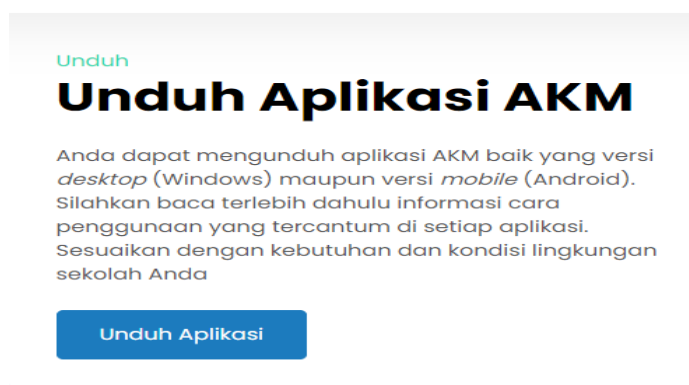 Unduh
Unduh Aplikasi AKM
Anda dapat mengunduh aplikasi AKM baik yang versi
desktop (Windows) maupun versi mobile (Android).
Silahkan baca terlebih dahulu informasi cara
penggunaan yang tercantum di setiap aplikasi.
Sesuaikan dengan kebutuhan dan kondisi lingkungan
sekolah Anda
Unduh Aplikasi